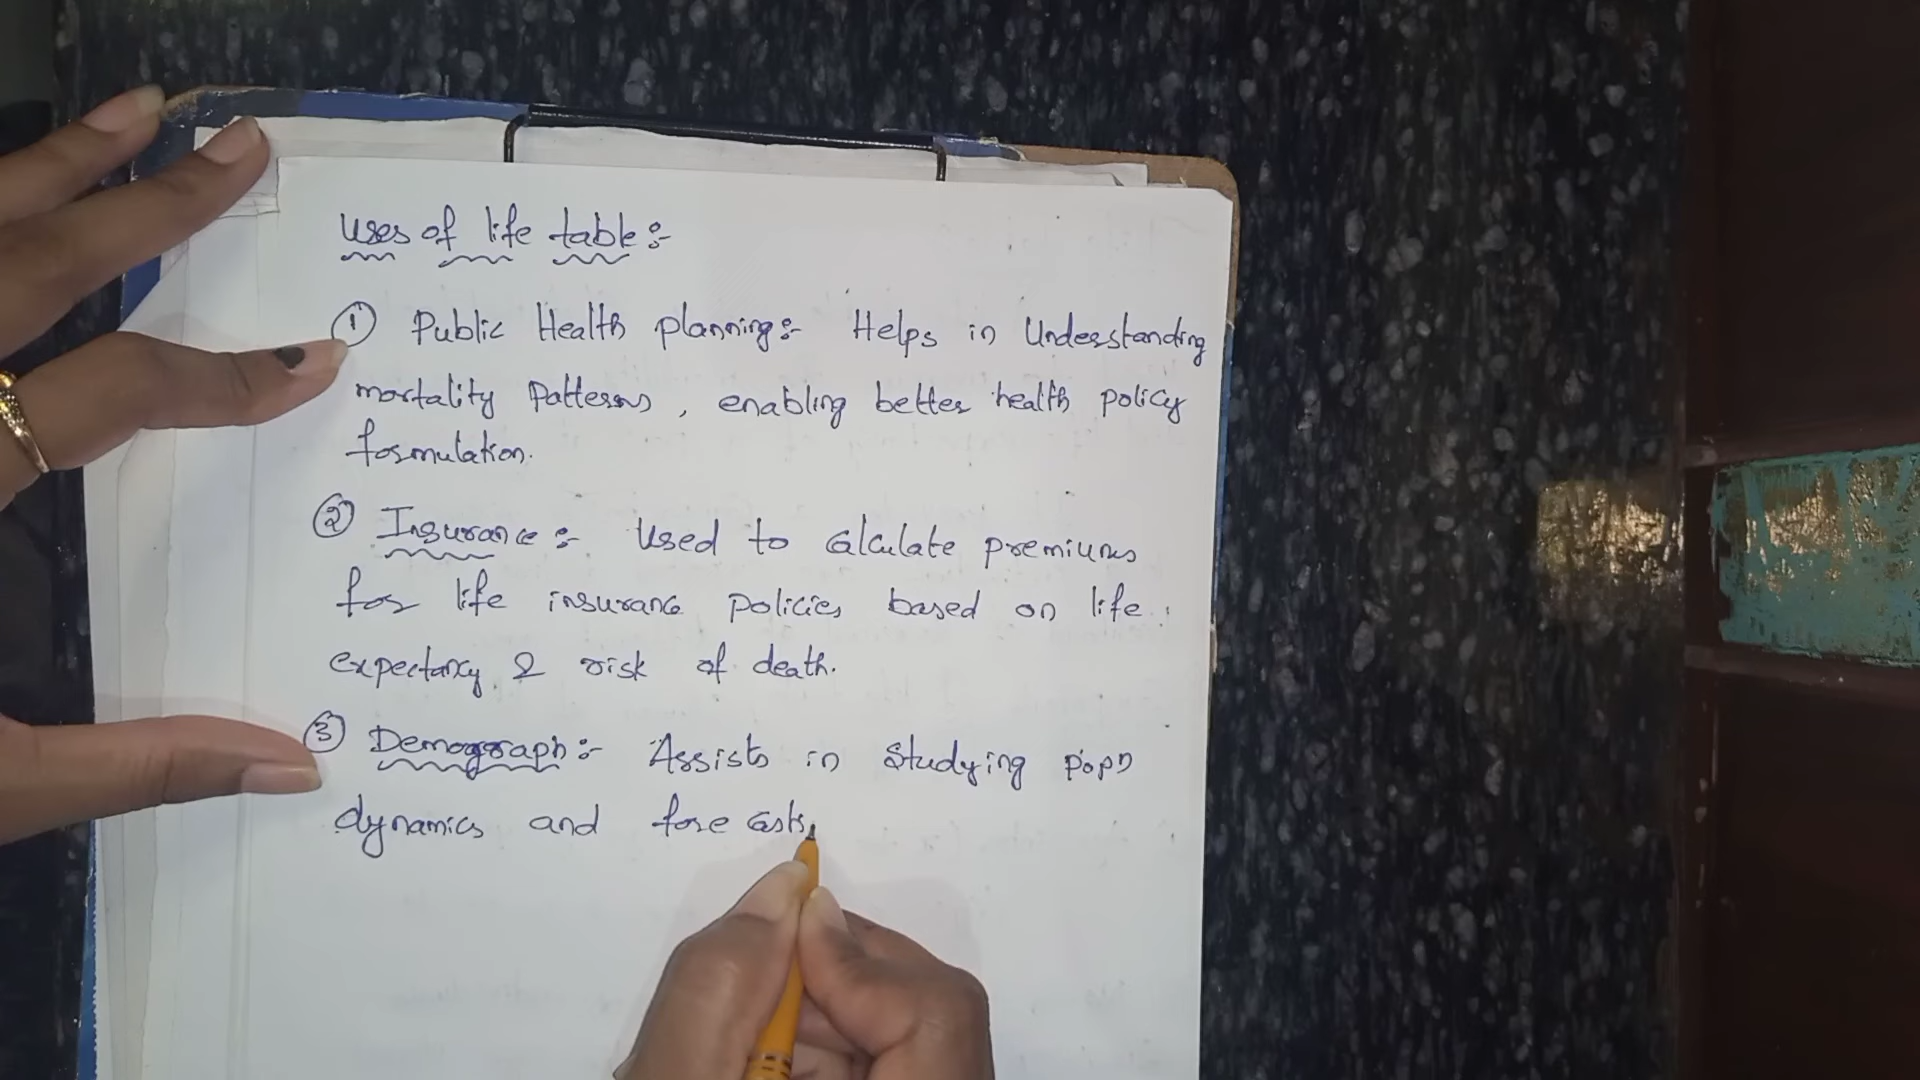 Uses of life table:-
① Public Health planning:- Helps in Understanding
mortality patterns, enabling better health policy
formulation.
② Insurance:- Used to calculate premiums
for life insurance policies based on life
expectancy & risk of death.
③ Demograph:- Assists in studying popn
dynamics and forecasts